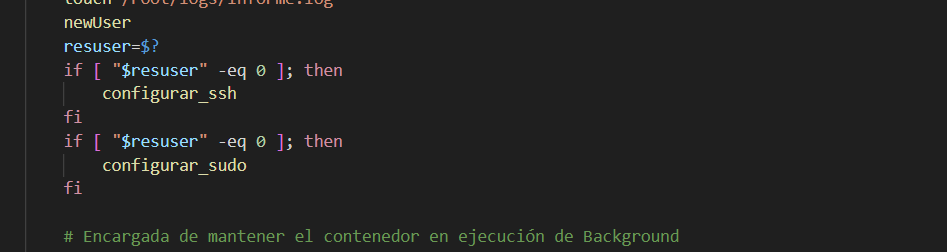 touch /root/logs/informe.log
newUser
resuser=$?
if [ "$resuser" -eq 0 ]; then
    configurar_ssh
fi
if [ "$resuser" -eq 0 ]; then
    configurar_sudo
fi
# Encargada de mantener el contenedor en ejecución de Background